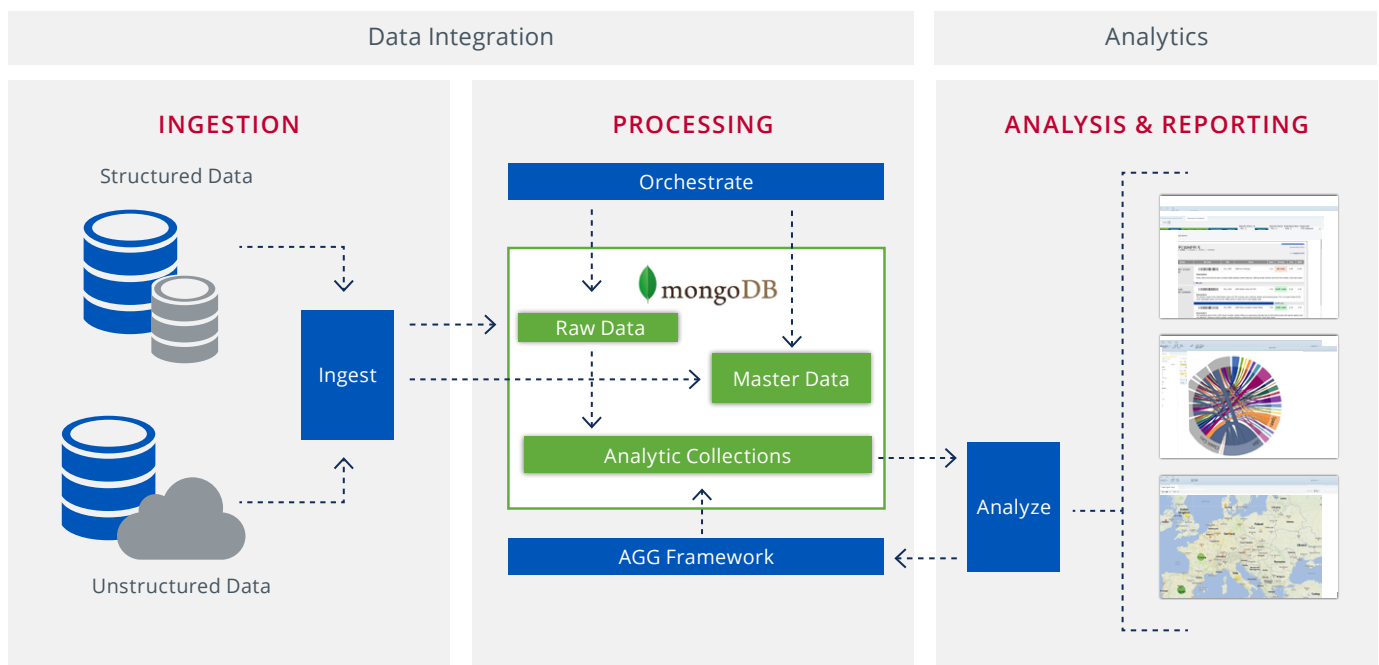 Data Integration
Analytics
INGESTION
PROCESSING
ANALYSIS & REPORTING
Structured Data
Orchestrate
mongoDB
Raw Data
Ingest
Master Data
Analytic Collections
Analyze
AGG Framework
Unstructured Data